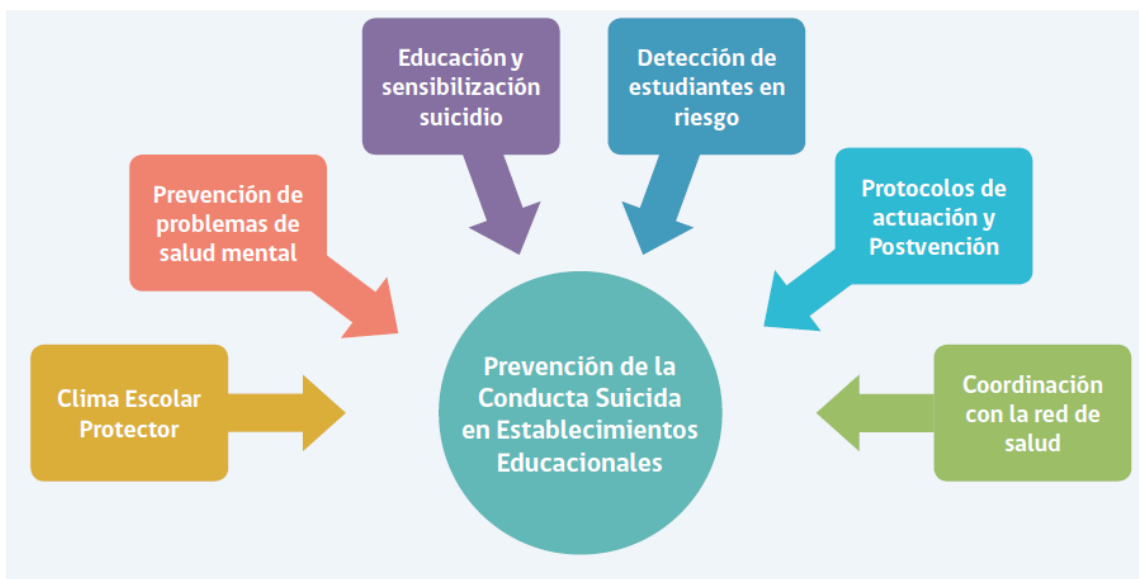 Educación y
sensibilización
suicidio
Detección de
estudiantes en
riesgo
Prevención de
problemas de
salud mental
Protocolos de
actuación y
Postvención
Clima Escolar
Protector
Prevención de la
Conducta Suicida
en Establecimientos
Educacionales
Coordinación
con la red de
salud